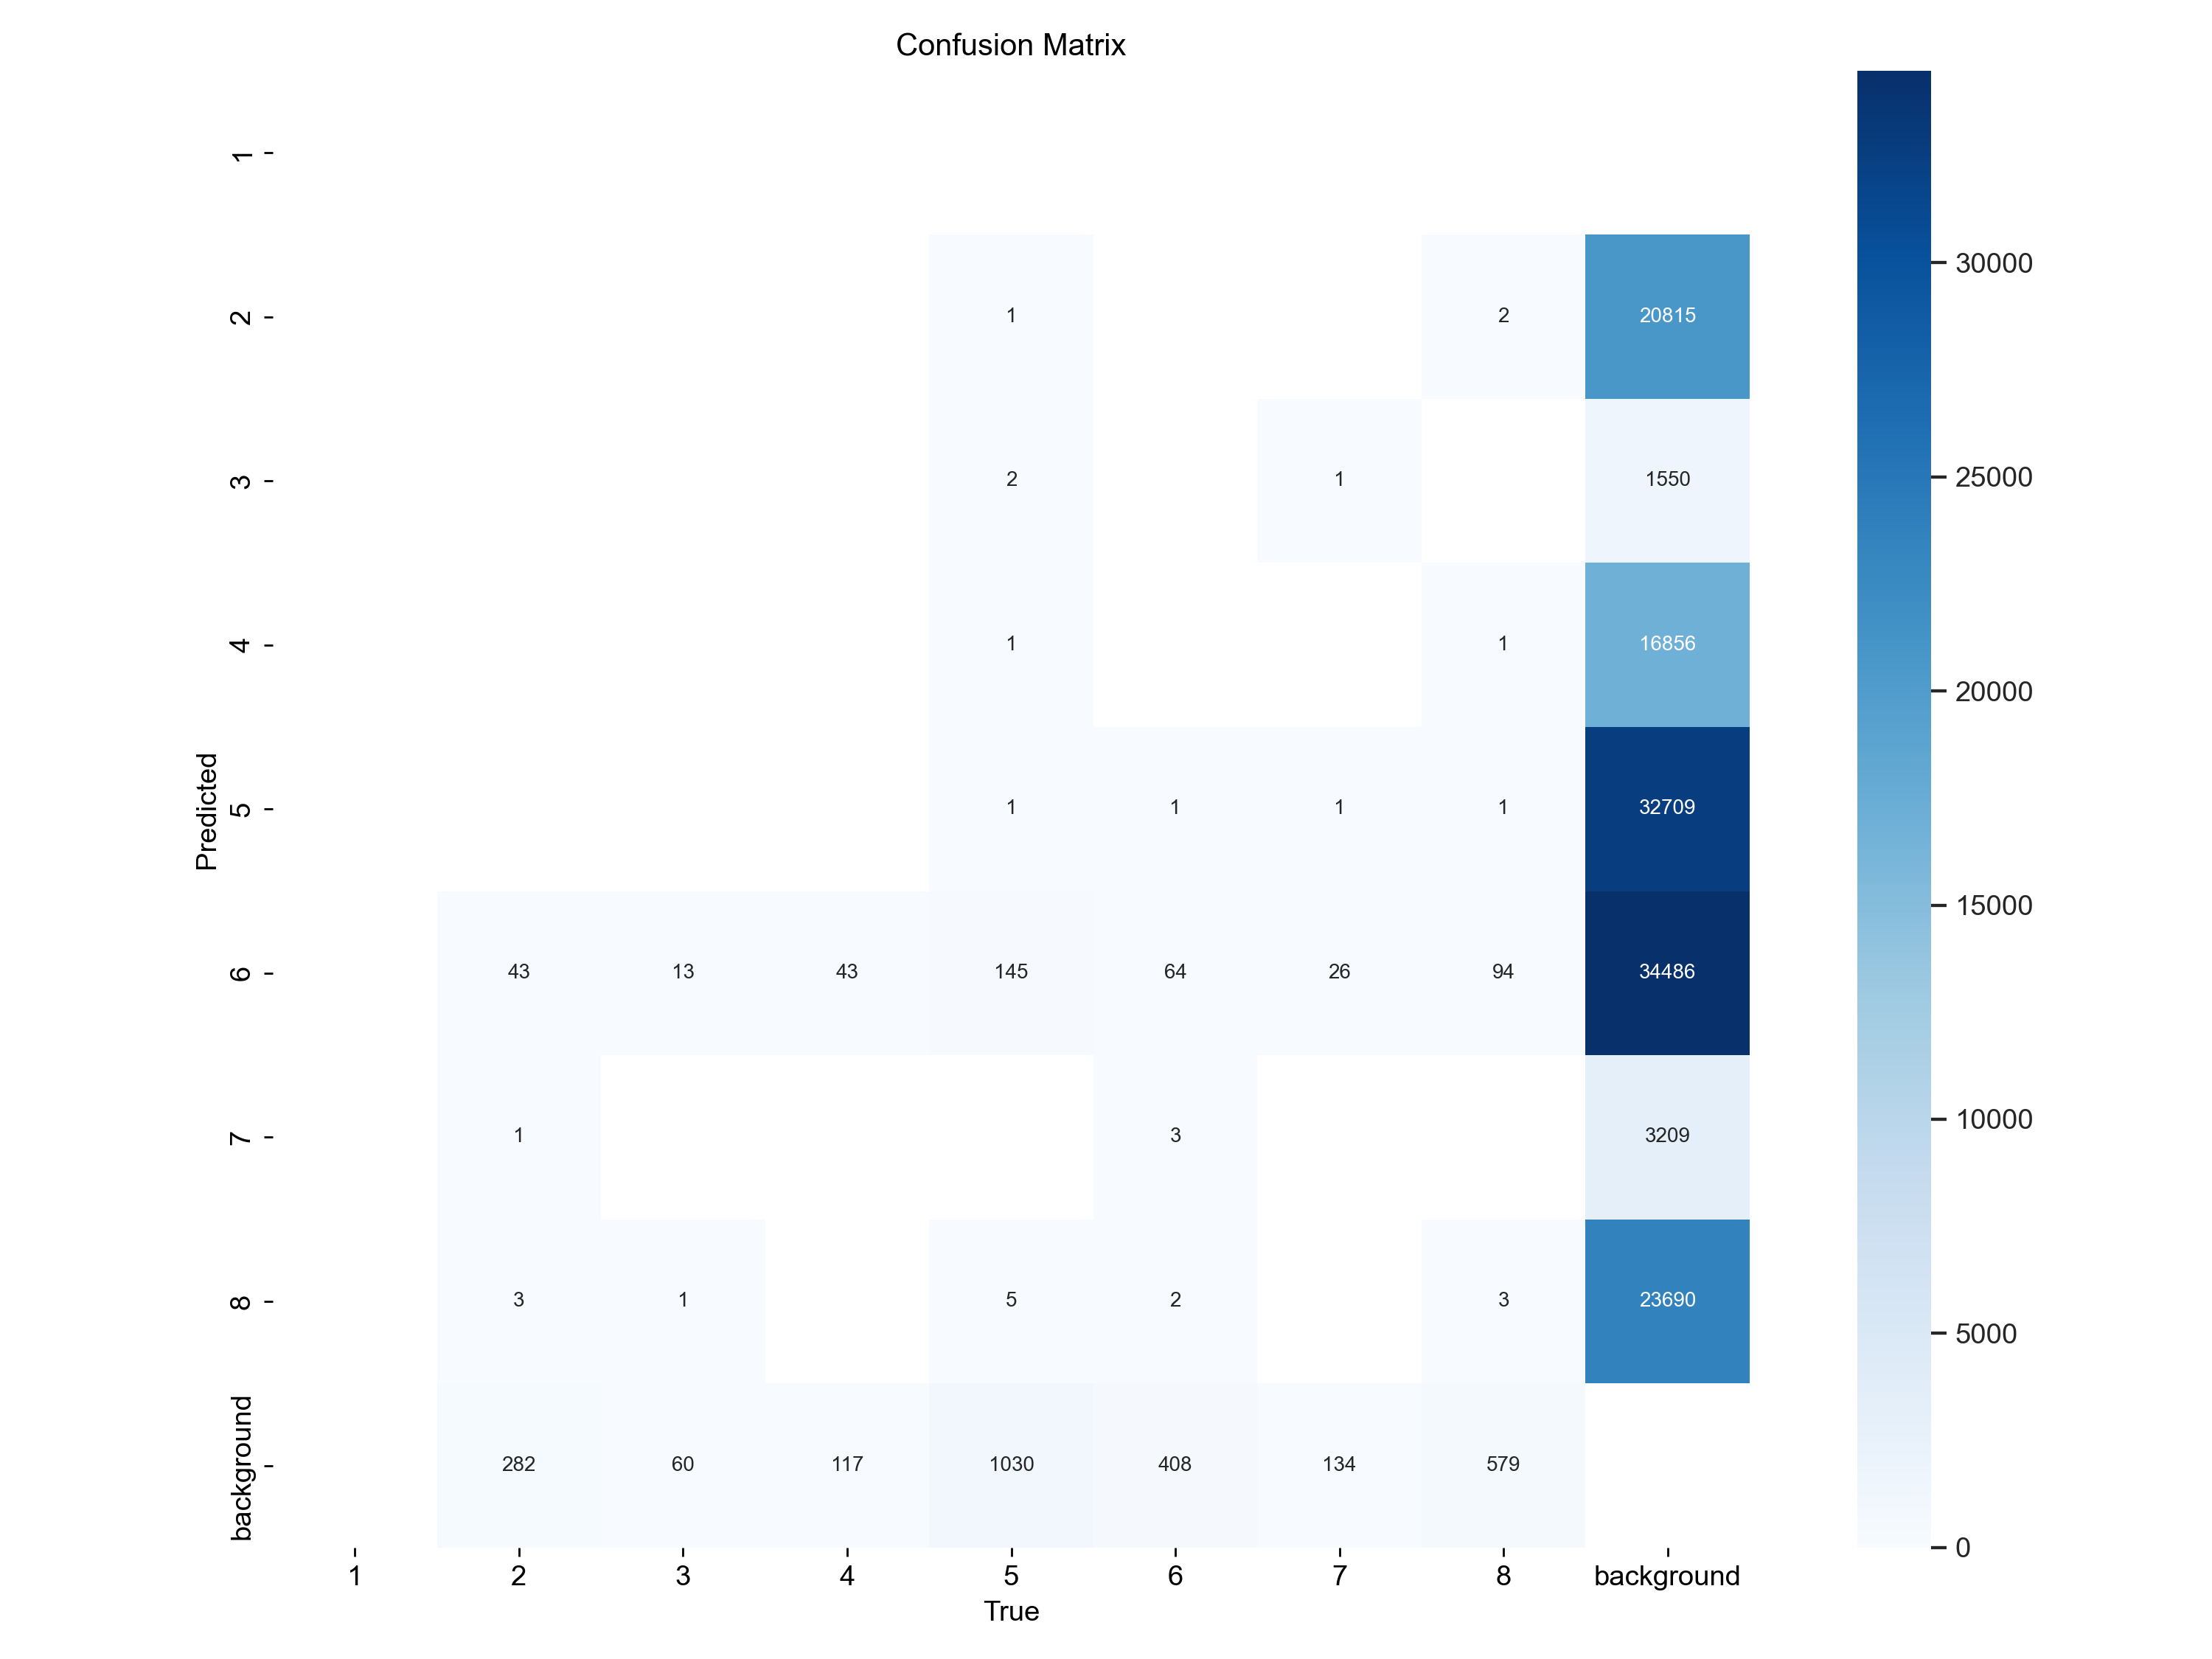 Confusion Matrix
1
2 1 2 20815
3 2 1 1550
4 1 1 16856
5 1 1 1 1 32709
6 43 13 43 145 64 26 94 34486
7 1 3 3209
8 3 1 5 2 3 23690
background 282 60 117 1030 408 134 579
1 2 3 4 5 6 7 8 background
True
Predicted
30000
25000
20000
15000
10000
5000
0